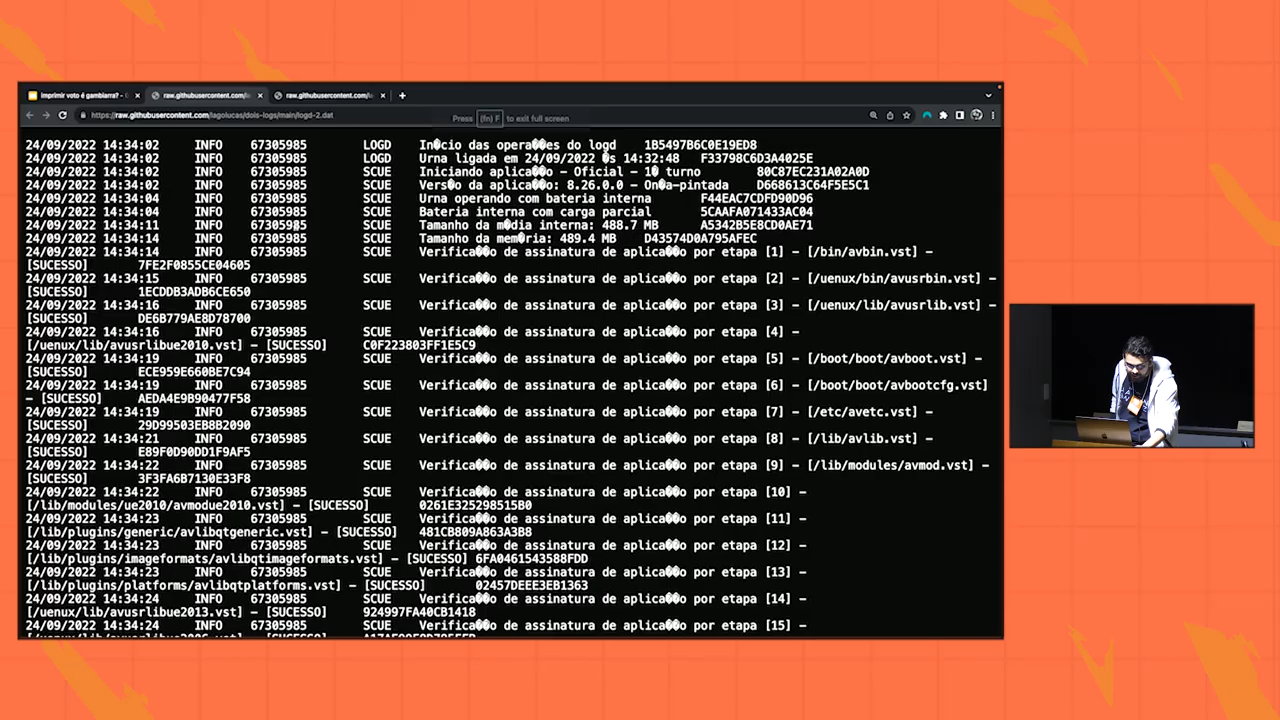 Imprimir voto é gambiarra? -
raw.githubusercontent.com/la
raw.githubusercontent.com/la
https://raw.githubusercontent.com/lagolucas/dois-logs/main/logd-2.dat
Press (fn) F to exit full screen
24/09/2022 14:34:02 INFO 67305985 LOGD In�cio das opera��es do logd 1B5497B6C0E19ED8
24/09/2022 14:34:02 INFO 67305985 LOGD Urna ligada em 24/09/2022 �s 14:32:48 F33798C6D3A4025E
24/09/2022 14:34:02 INFO 67305985 SCUE Iniciando aplica��o - Oficial - 1� turno 80C87EC231A02A0D
24/09/2022 14:34:02 INFO 67305985 SCUE Vers�o da aplica��o: 8.26.0.0 - On�a-pintada D668613C64F5E5C1
24/09/2022 14:34:04 INFO 67305985 SCUE Urna operando com bateria interna F44EAC7CDFD90D96
24/09/2022 14:34:04 INFO 67305985 SCUE Bateria interna com carga parcial 5CAAFA071433AC04
24/09/2022 14:34:11 INFO 67305985 SCUE Tamanho da m�dia interna: 488.7 MB A5342B5E8CD0AE71
24/09/2022 14:34:14 INFO 67305985 SCUE Tamanho da mem�ria: 489.4 MB D43574D0A795AFEC
24/09/2022 14:34:14 INFO 67305985 SCUE Verifica��o de assinatura de aplica��o por etapa [1] - [/bin/avbin.vst] -
[SUCESSO] 7FE2F0855CE04605
24/09/2022 14:34:15 INFO 67305985 SCUE Verifica��o de assinatura de aplica��o por etapa [2] - [/uenux/bin/avusrbin.vst] -
[SUCESSO] 1ECDDB3ADB6CE650
24/09/2022 14:34:16 INFO 67305985 SCUE Verifica��o de assinatura de aplica��o por etapa [3] - [/uenux/lib/avusrlib.vst] -
[SUCESSO] DE6B779AE8D78700
24/09/2022 14:34:16 INFO 67305985 SCUE Verifica��o de assinatura de aplica��o por etapa [4] -
[/uenux/lib/avusrlibue2010.vst] - [SUCESSO] C0F223803FF1E5C9
24/09/2022 14:34:19 INFO 67305985 SCUE Verifica��o de assinatura de aplica��o por etapa [5] - [/boot/boot/avboot.vst] -
[SUCESSO] ECE959E660BE7C94
24/09/2022 14:34:19 INFO 67305985 SCUE Verifica��o de assinatura de aplica��o por etapa [6] - [/boot/boot/avbootcfg.vst]
- [SUCESSO] AEDA4E9B90477F58
24/09/2022 14:34:19 INFO 67305985 SCUE Verifica��o de assinatura de aplica��o por etapa [7] - [/etc/avetc.vst] -
[SUCESSO] 29D99503EB8B2090
24/09/2022 14:34:21 INFO 67305985 SCUE Verifica��o de assinatura de aplica��o por etapa [8] - [/lib/avlib.vst] -
[SUCESSO] E89F0D90DD1F9AF5
24/09/2022 14:34:22 INFO 67305985 SCUE Verifica��o de assinatura de aplica��o por etapa [9] - [/lib/modules/avmod.vst] -
[SUCESSO] 3F3FA6B7130E33F8
24/09/2022 14:34:22 INFO 67305985 SCUE Verifica��o de assinatura de aplica��o por etapa [10] -
[/lib/modules/ue2010/avmodue2010.vst] - [SUCESSO] 0261E325298515B0
24/09/2022 14:34:23 INFO 67305985 SCUE Verifica��o de assinatura de aplica��o por etapa [11] -
[/lib/plugins/generic/avlibqtgeneric.vst] - [SUCESSO] 481CB809A863A3B8
24/09/2022 14:34:23 INFO 67305985 SCUE Verifica��o de assinatura de aplica��o por etapa [12] -
[/lib/plugins/imageformats/avlibqtimageformats.vst] - [SUCESSO] 6FA0461543588FDD
24/09/2022 14:34:23 INFO 67305985 SCUE Verifica��o de assinatura de aplica��o por etapa [13] -
[/lib/plugins/platforms/avlibqtplatforms.vst] - [SUCESSO] 02457DEEE3EB1363
24/09/2022 14:34:24 INFO 67305985 SCUE Verifica��o de assinatura de aplica��o por etapa [14] -
[/uenux/lib/avusrlibue2013.vst] - [SUCESSO] 924997FA40CB1418
24/09/2022 14:34:24 INFO 67305985 SCUE Verifica��o de assinatura de aplica��o por etapa [15] -